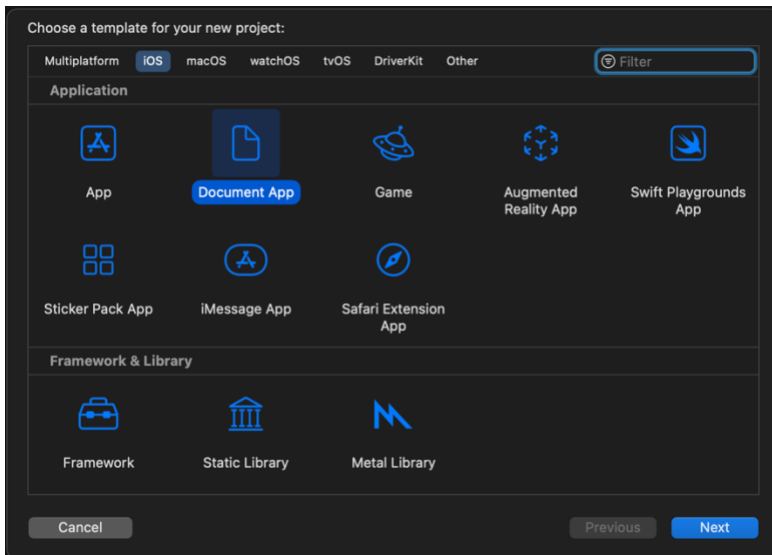 Choose a template for your new project:
Multiplatform iOS macOS watchOS tvOS DriverKit Other Filter
Application
App Document App Game Augmented Swift Playgrounds
Reality App App
Sticker Pack App iMessage App Safari Extension
App
Framework & Library
Framework Static Library Metal Library
Cancel Previous Next